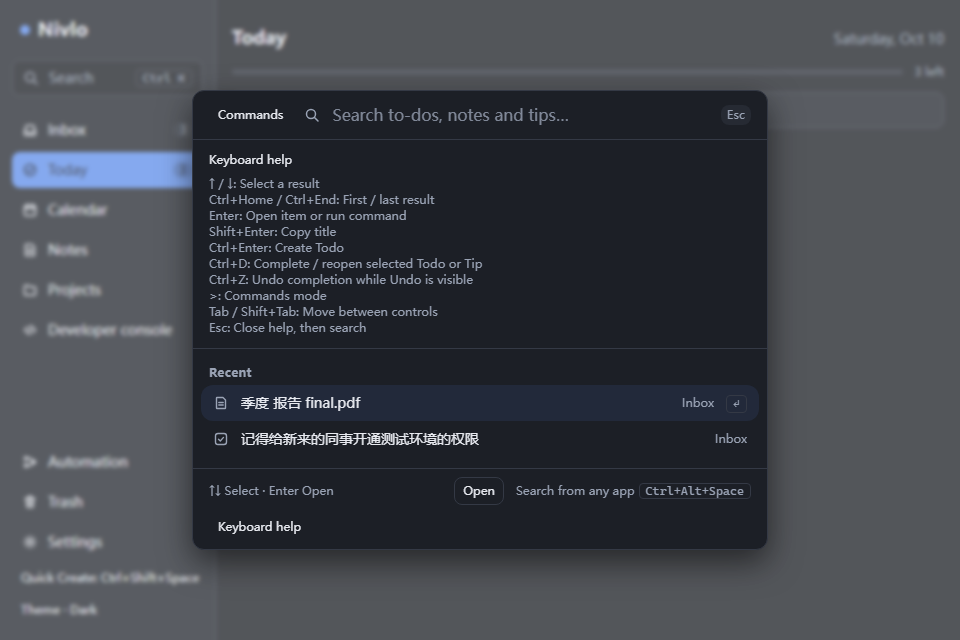 Nivlo
Search Ctrl K
Inbox
Today
Calendar
Notes
Projects
Developer console
Automation
Trash
Settings
Quick Create: Ctrl+Shift+Space
Theme · Dark
Today
Saturday, Oct 10
3 left
Commands Search to-dos, notes and tips... Esc
Keyboard help
↑ / ↓: Select a result
Ctrl+Home / Ctrl+End: First / last result
Enter: Open item or run command
Shift+Enter: Copy title
Ctrl+Enter: Create Todo
Ctrl+D: Complete / reopen selected Todo or Tip
Ctrl+Z: Undo completion while Undo is visible
>: Commands mode
Tab / Shift+Tab: Move between controls
Esc: Close help, then search
Recent
季度 报告 final.pdf Inbox ↵
记得给新来的同事开通测试环境的权限 Inbox
↑↓ Select · Enter Open Open Search from any app Ctrl+Alt+Space
Keyboard help